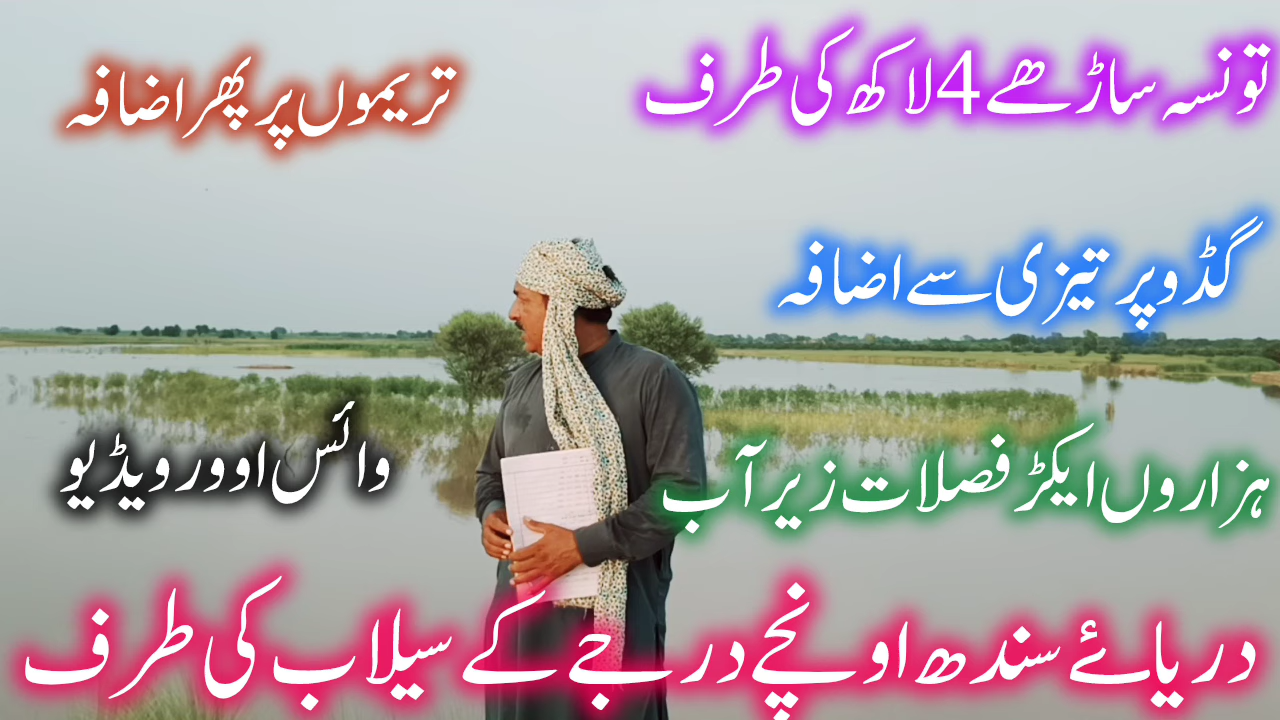 تونسہ ساڑھے 4 لاکھ کی طرف
تریموں پر پھر اضافہ
گڈو پر تیزی سے اضافہ
وائس اوور ویڈیو
ہزاروں ایکڑ فصلات زیر آب
دریائے سندھ اونچے درجے کے سیلاب کی طرف